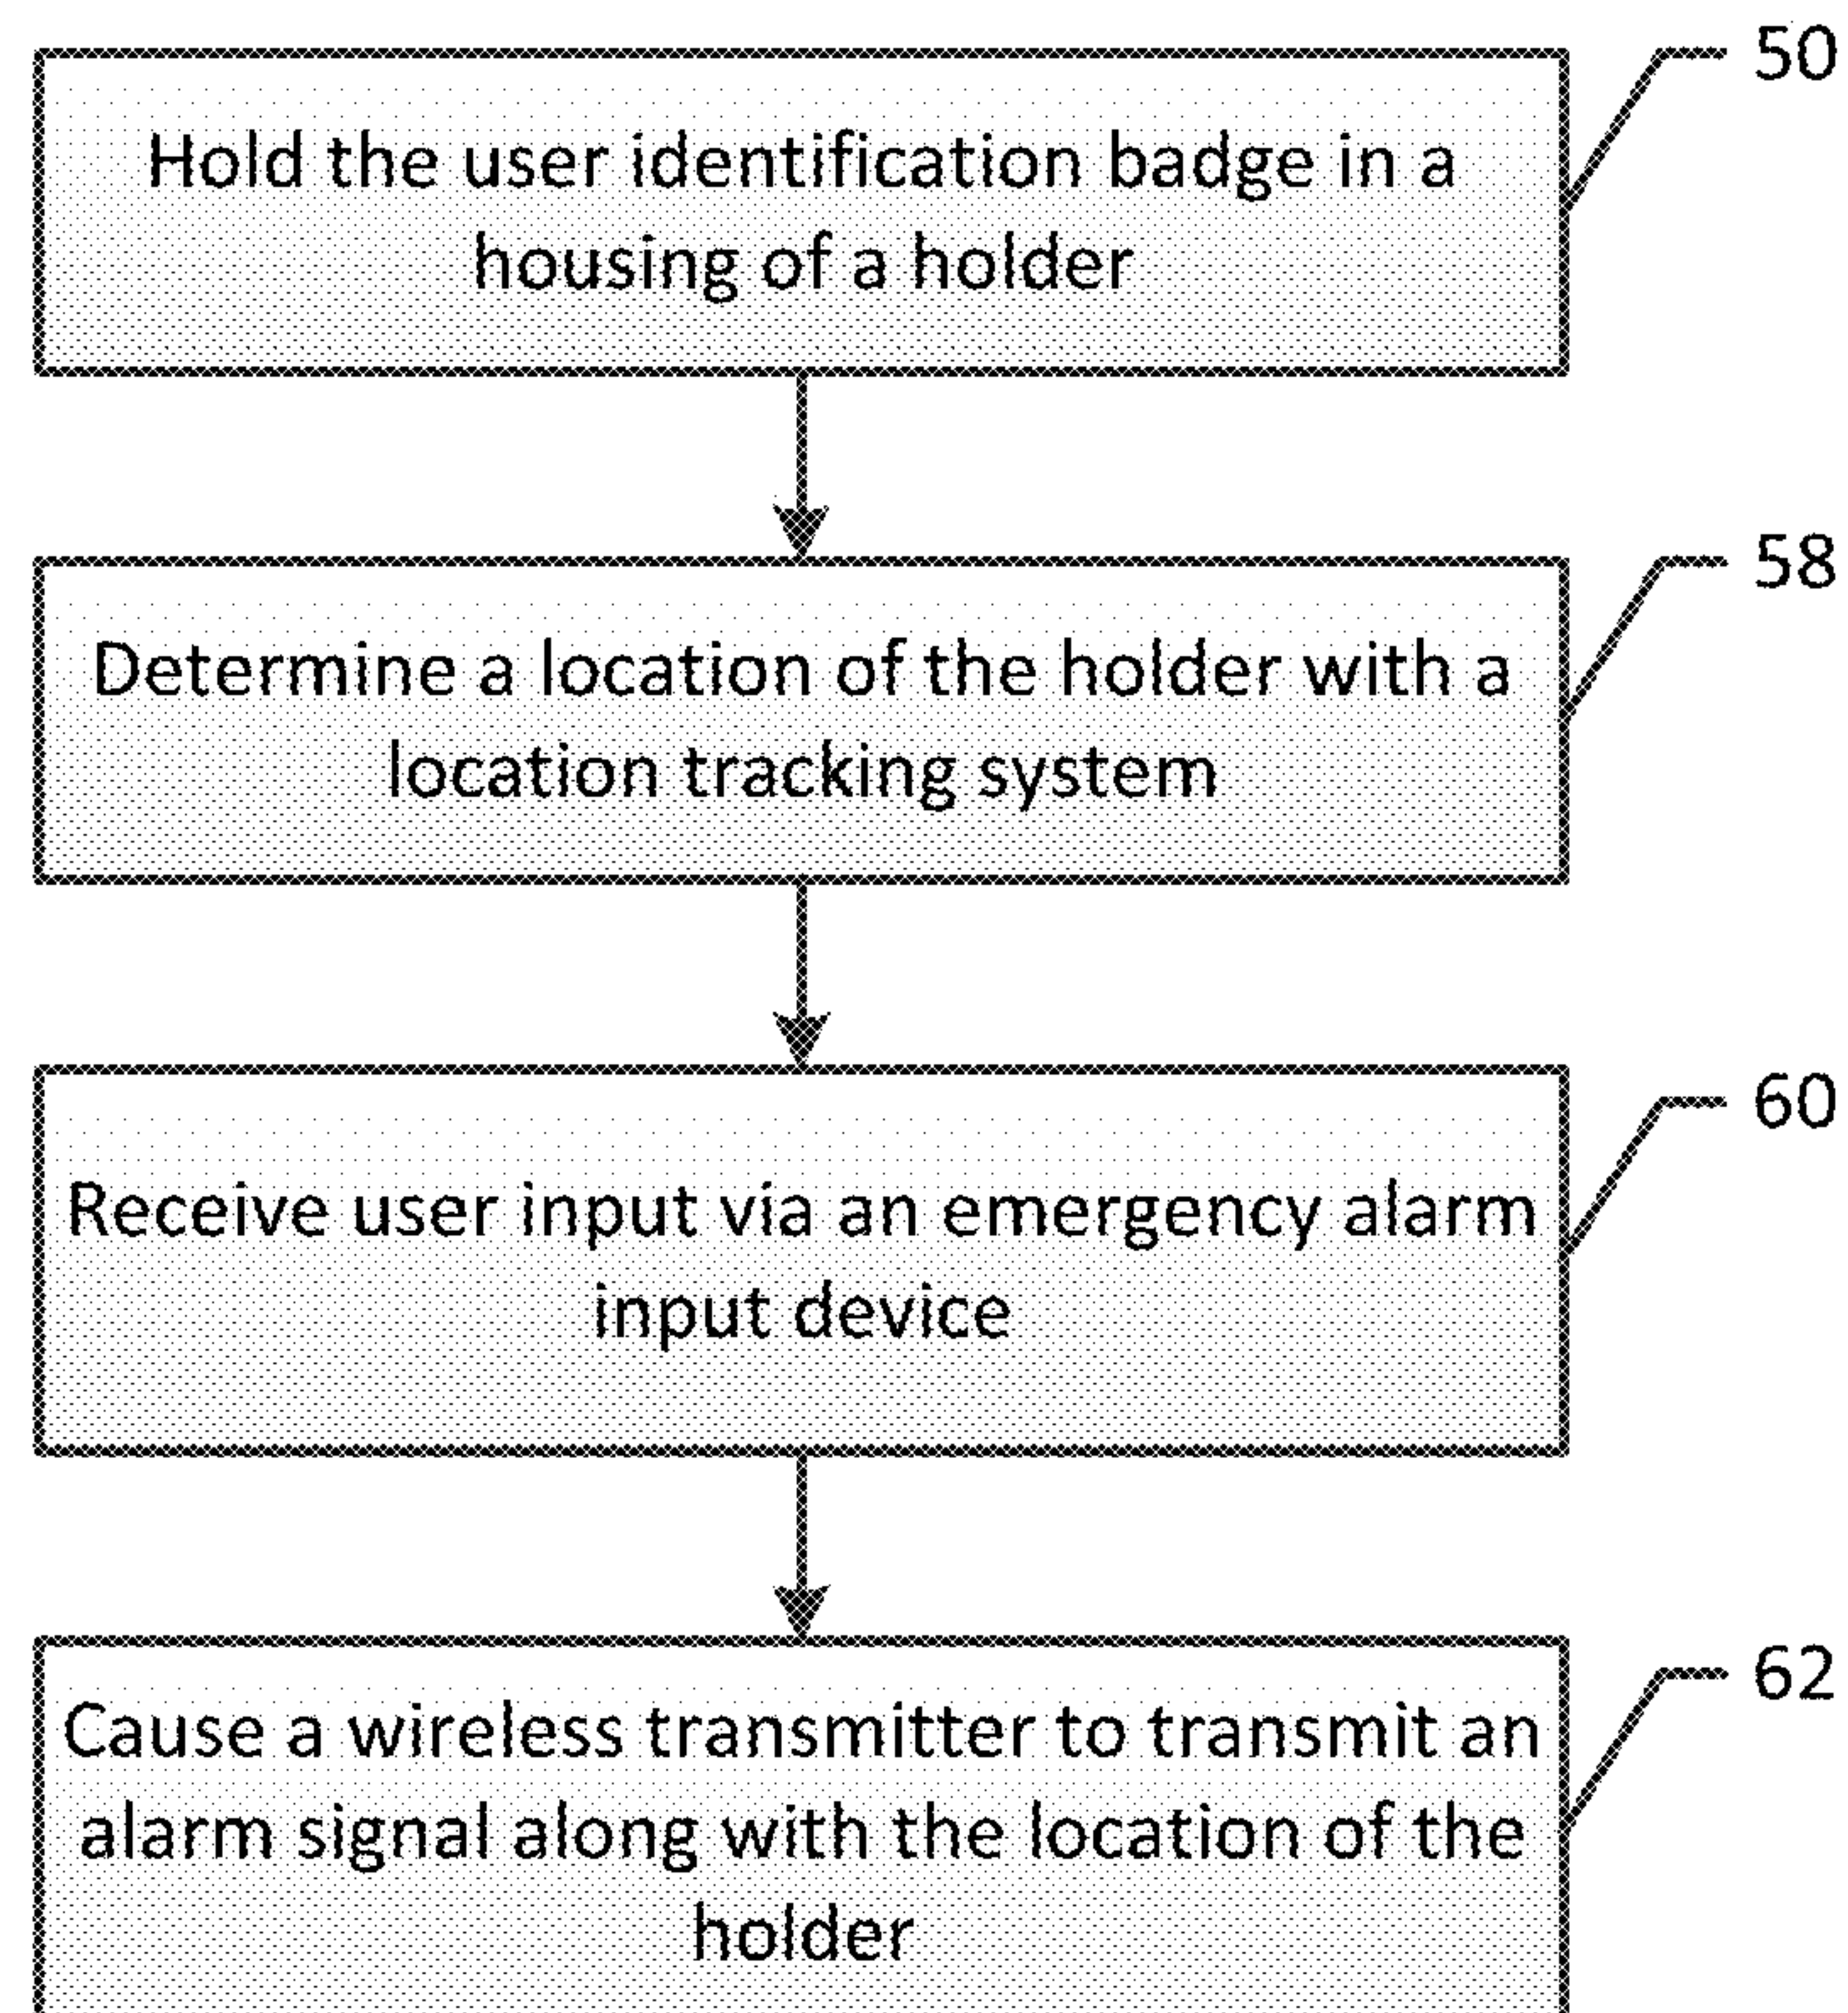 50
Hold the user identification badge in a
housing of a holder
58
Determine a location of the holder with a
location tracking system
60
Receive user input via an emergency alarm
input device
62
Cause a wireless transmitter to transmit an
alarm signal along with the location of the
holder